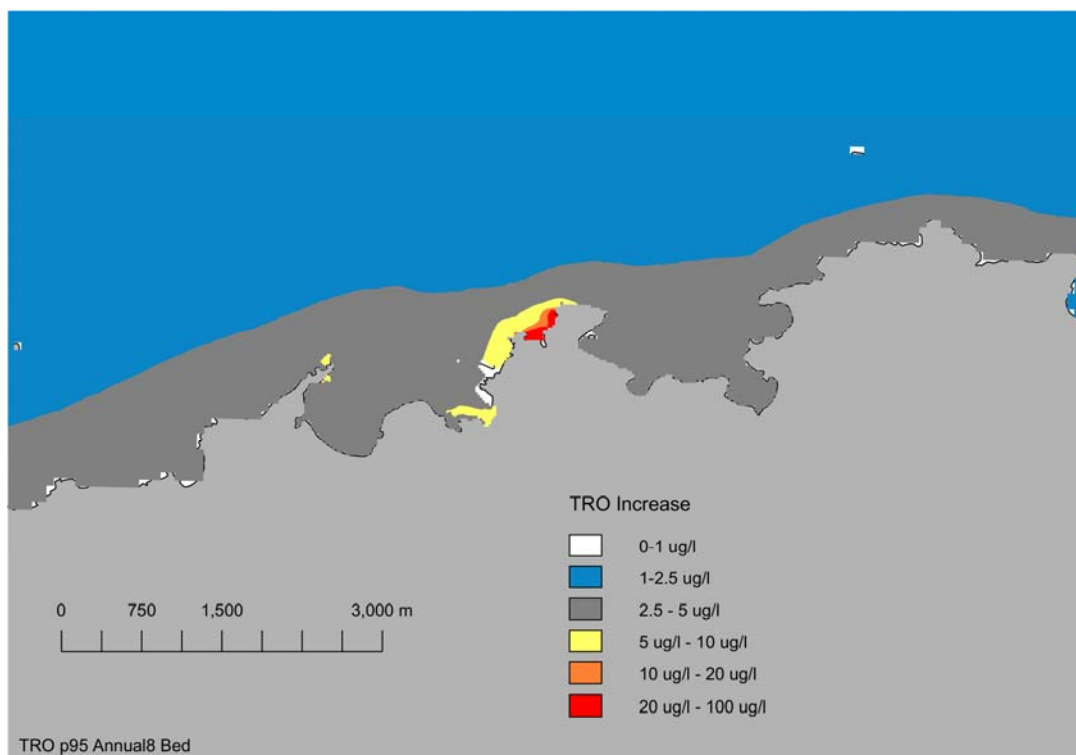 TRO Increase
0-1 ug/l
1-2.5 ug/l
2.5 - 5 ug/l
5 ug/l - 10 ug/l
10 ug/l - 20 ug/l
20 ug/l - 100 ug/l
0 750 1,500 3,000 m
TRO p95 Annual8 Bed